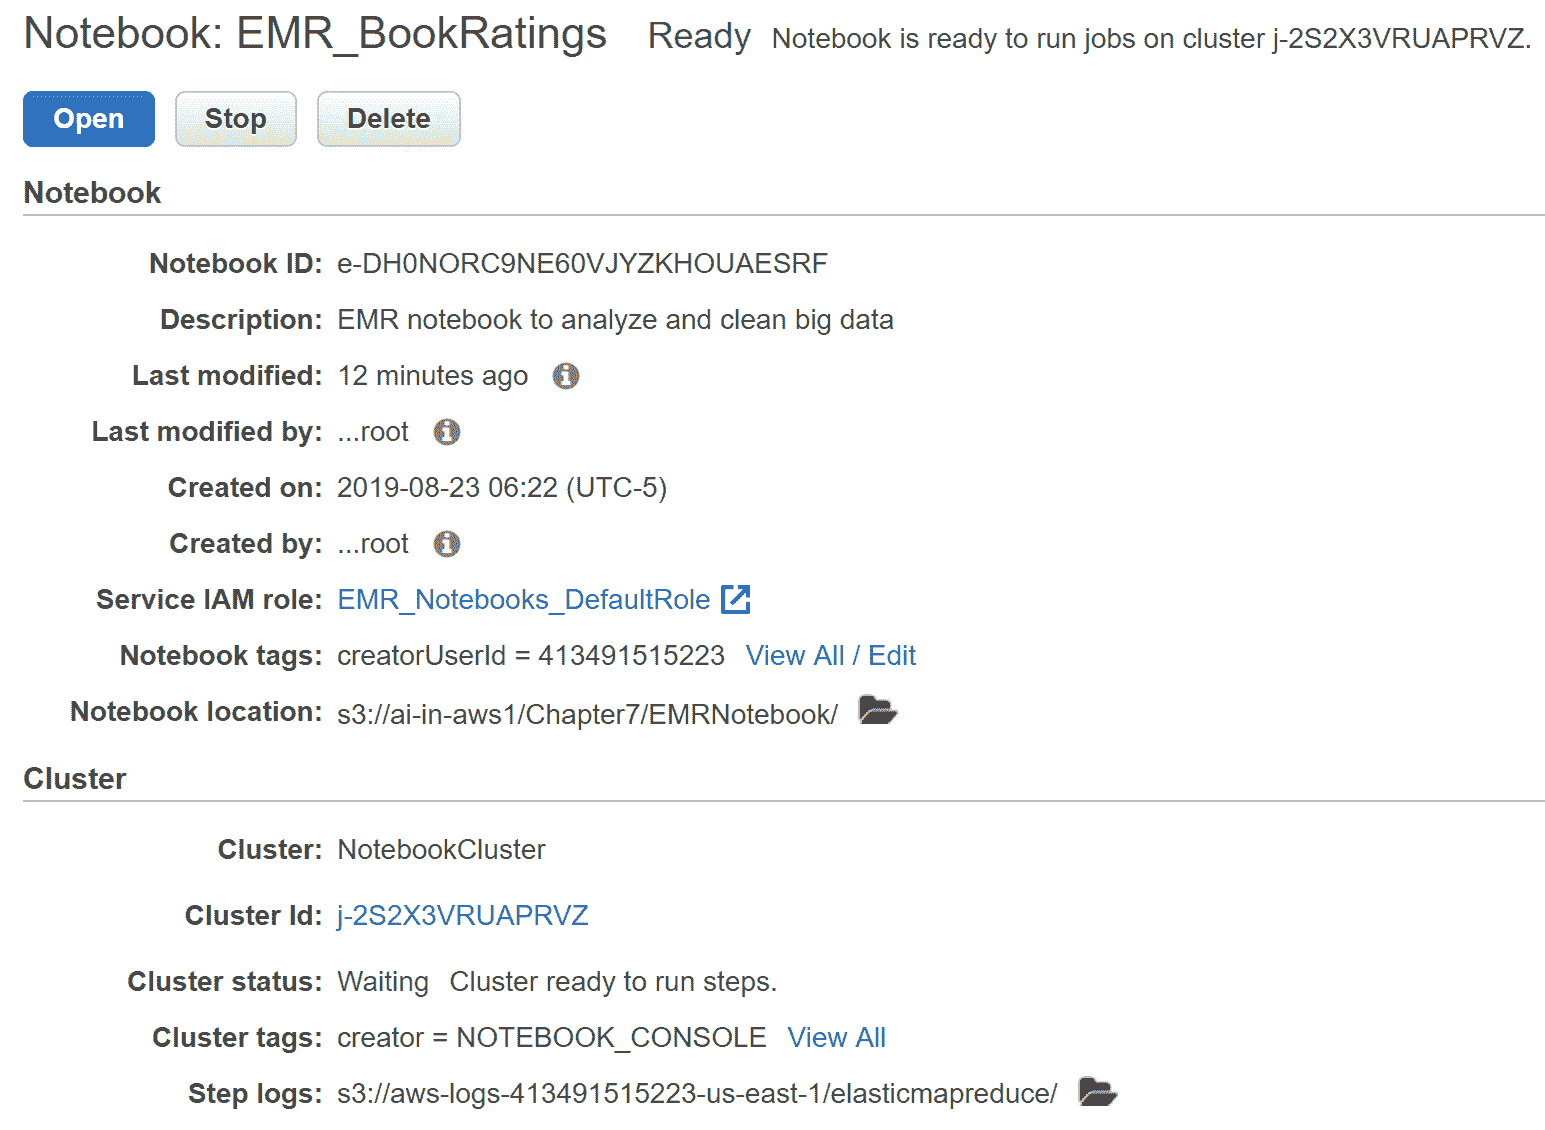 Notebook: EMR_BookRatings Ready Notebook is ready to run jobs on cluster j-2S2X3VRUAPRVZ.
Open Stop Delete
Notebook
Notebook ID: e-DH0NORC9NE60VJYZKHOUAESRF
Description: EMR notebook to analyze and clean big data
Last modified: 12 minutes ago
Last modified by: ...root
Created on: 2019-08-23 06:22 (UTC-5)
Created by: ...root
Service IAM role: EMR_Notebooks_DefaultRole
Notebook tags: creatorUserId = 413491515223 View All / Edit
Notebook location: s3://ai-in-aws1/Chapter7/EMRNotebook/
Cluster
Cluster: NotebookCluster
Cluster Id: j-2S2X3VRUAPRVZ
Cluster status: Waiting Cluster ready to run steps.
Cluster tags: creator = NOTEBOOK_CONSOLE View All
Step logs: s3://aws-logs-413491515223-us-east-1/elasticmapreduce/